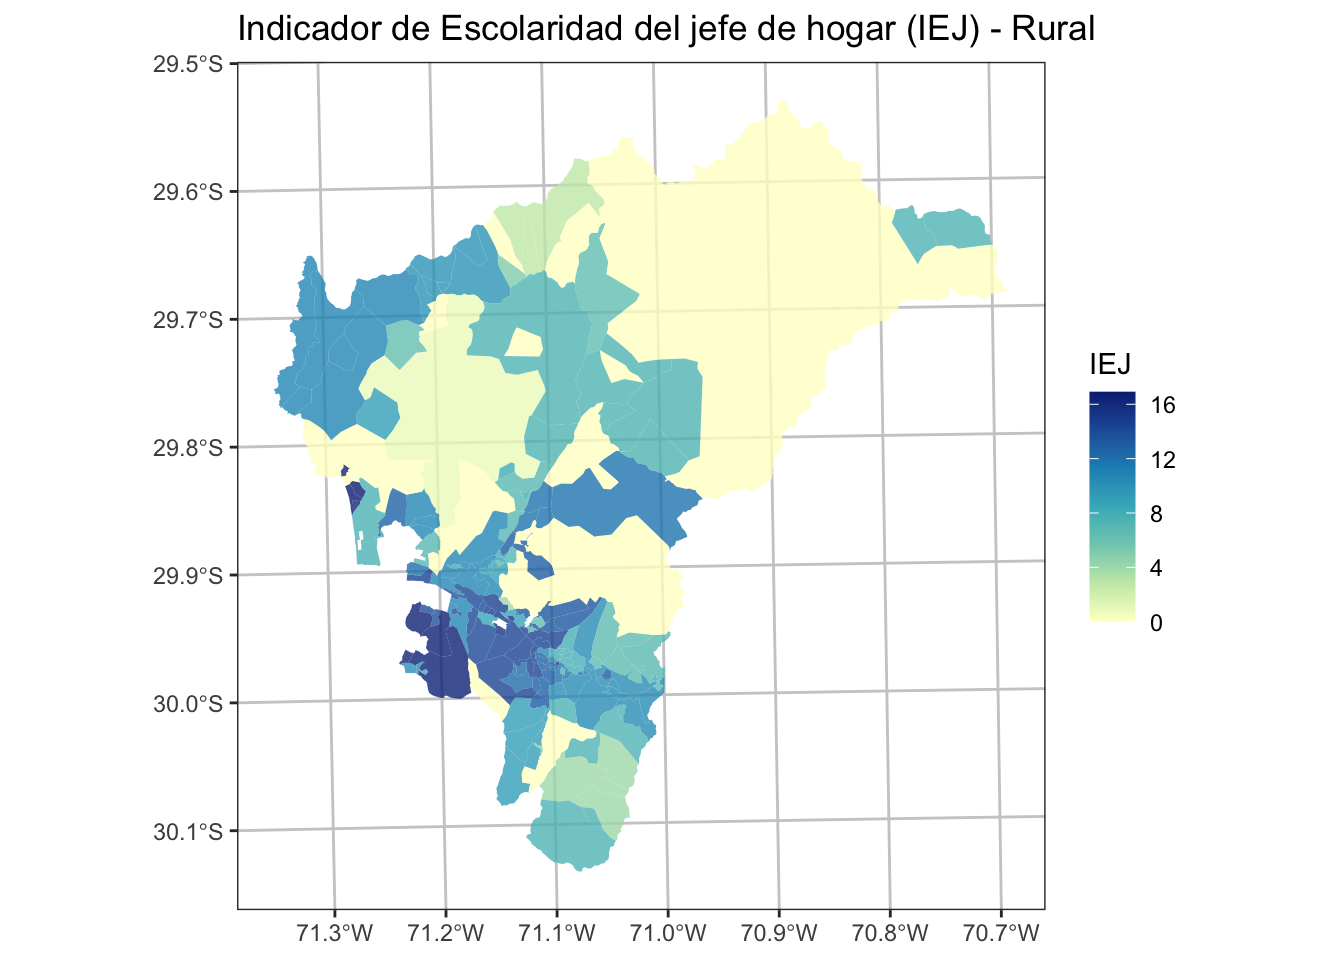 Indicador de Escolaridad del jefe de hogar (IEJ) - Rural
29.5°S
29.6°S
29.7°S
29.8°S
29.9°S
30.0°S
30.1°S
71.3°W 71.2°W 71.1°W 71.0°W 70.9°W 70.8°W 70.7°W
IEJ
16
12
8
4
0